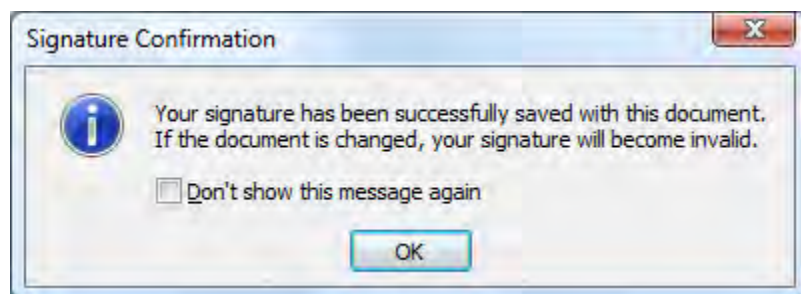 Signature Confirmation
Your signature has been successfully saved with this document.
If the document is changed, your signature will become invalid.
Don't show this message again
OK